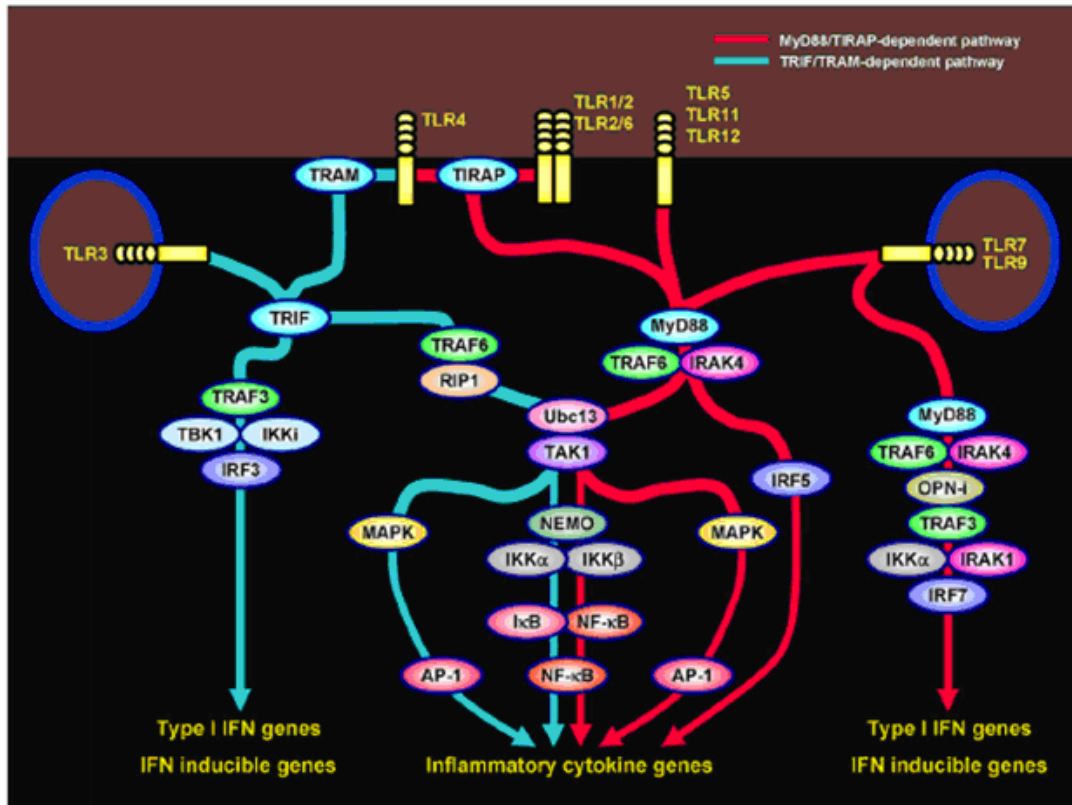 MyD88/TIRAP-dependent pathway
TRIF/TRAM-dependent pathway
TLR4
TLR1/2
TLR2/6
TLR5
TLR11
TLR12
TRAM
TIRAP
TLR3
TLR7
TLR9
TRIF
MyD88
TRAF6
RIP1
TRAF6
IRAK4
TRAF3
TBK1
IKKi
IRF3
Ubc13
TAK1
MyD88
TRAF6
IRAK4
OPN-i
TRAF3
IKKα
IRAK1
IRF7
IRF5
MAPK
NEMO
MAPK
IKKα
IKKβ
IκB
NF-κB
AP-1
NF-κB
AP-1
Type I IFN genes
IFN inducible genes
Inflammatory cytokine genes
Type I IFN genes
IFN inducible genes